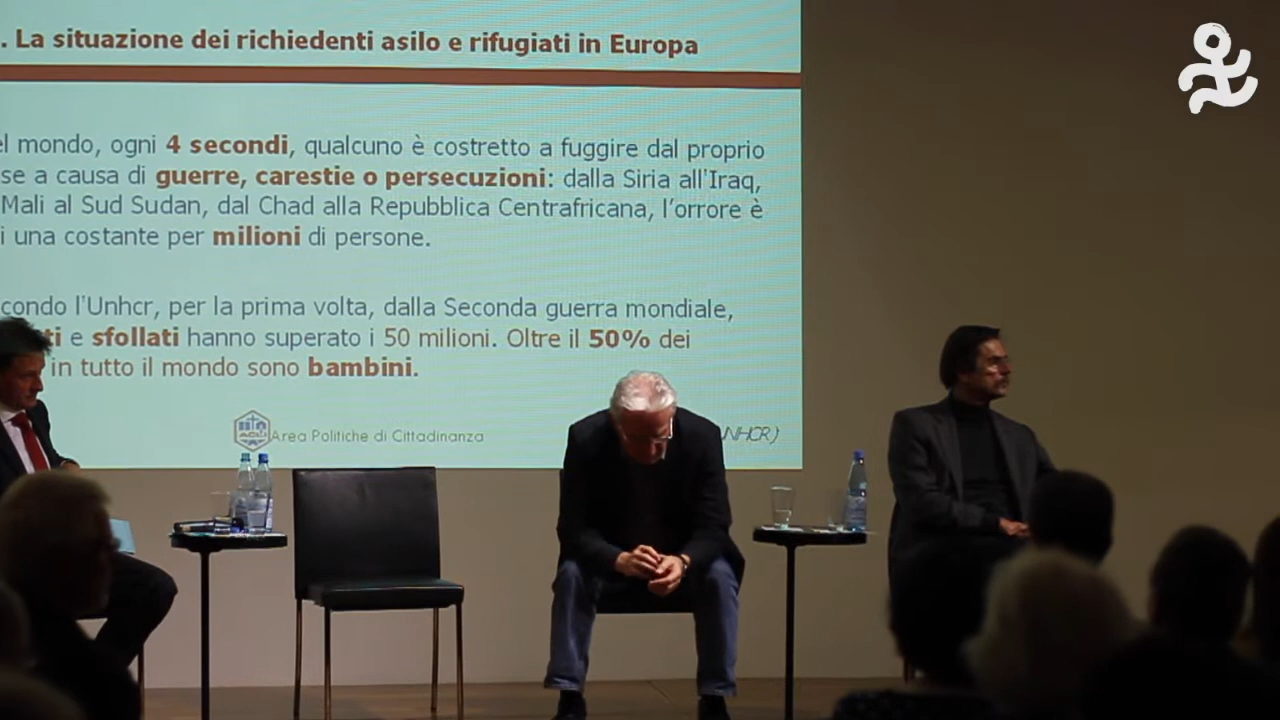 . La situazione dei richiedenti asilo e rifugiati in Europa
el mondo, ogni 4 secondi, qualcuno è costretto a fuggire dal proprio
se a causa di guerre, carestie o persecuzioni: dalla Siria all'Iraq,
Mali al Sud Sudan, dal Chad alla Repubblica Centrafricana, l'orrore è
i una costante per milioni di persone.
condo l'Unhcr, per la prima volta, dalla Seconda guerra mondiale,
ti e sfollati hanno superato i 50 milioni. Oltre il 50% dei
in tutto il mondo sono bambini.
Area Politiche di Cittadinanza
NHCR)